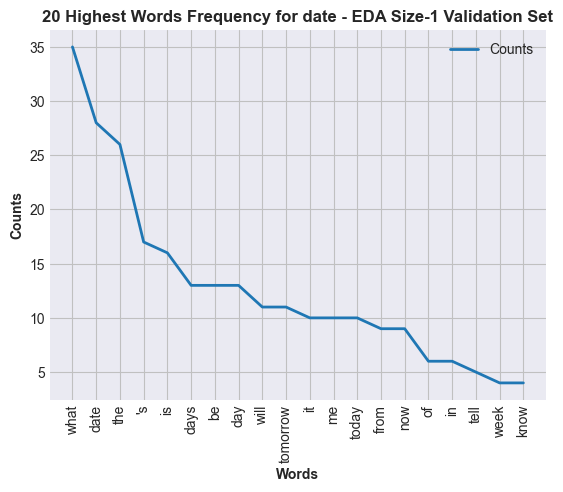 20 Highest Words Frequency for date - EDA Size-1 Validation Set
Counts
35
30
25
20
15
10
5
Counts
what
date
the
's
is
days
be
day
will
tomorrow
it
me
today
from
now
of
in
tell
week
know
Words